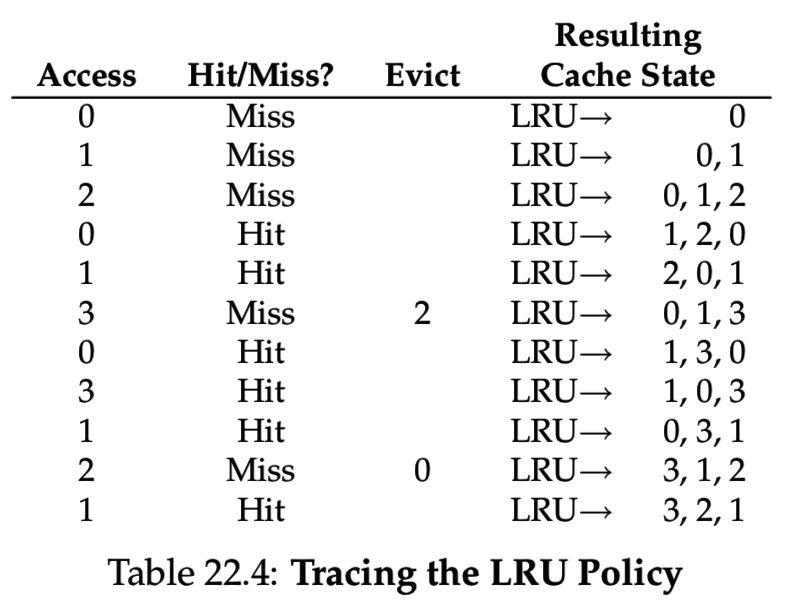 Resulting
Access Hit/Miss? Evict Cache State
0 Miss LRU→ 0
1 Miss LRU→ 0, 1
2 Miss LRU→ 0, 1, 2
0 Hit LRU→ 1, 2, 0
1 Hit LRU→ 2, 0, 1
3 Miss 2 LRU→ 0, 1, 3
0 Hit LRU→ 1, 3, 0
3 Hit LRU→ 1, 0, 3
1 Hit LRU→ 0, 3, 1
2 Miss 0 LRU→ 3, 1, 2
1 Hit LRU→ 3, 2, 1
Table 22.4: Tracing the LRU Policy